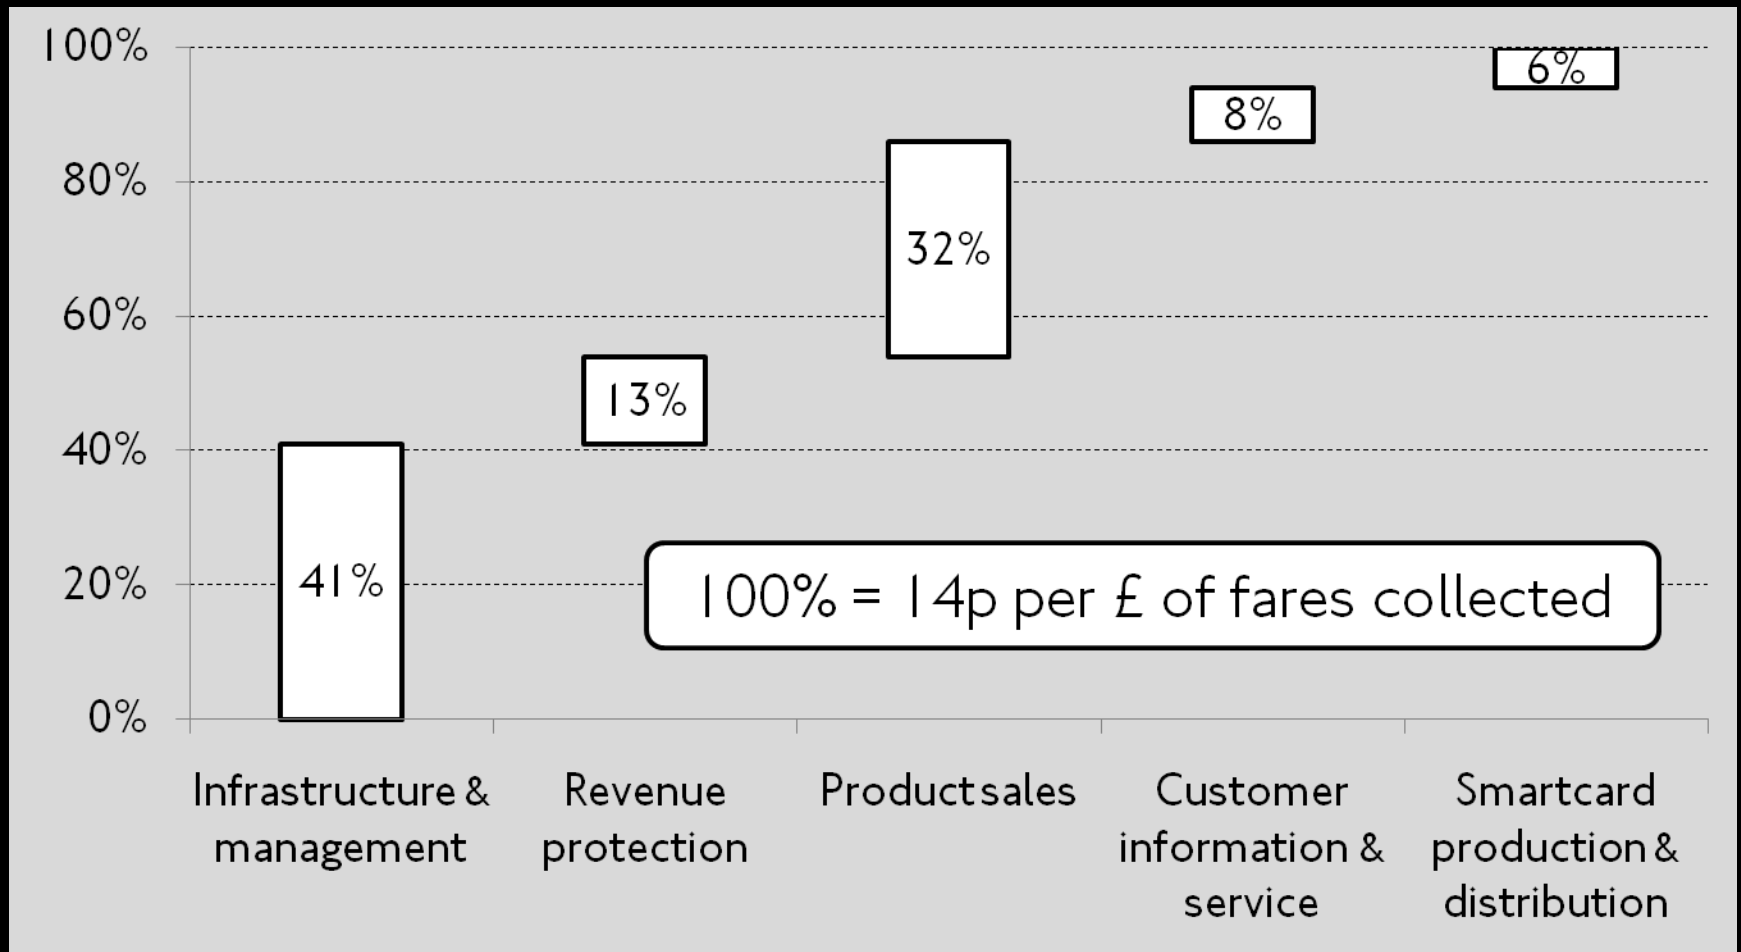 100%
80%
60%
40%
20%
0%
41%
13%
32%
8%
6%
100% = 14p per £ of fares collected
Infrastructure &
management
Revenue
protection
Product sales
Customer
information &
service
Smartcard
production &
distribution